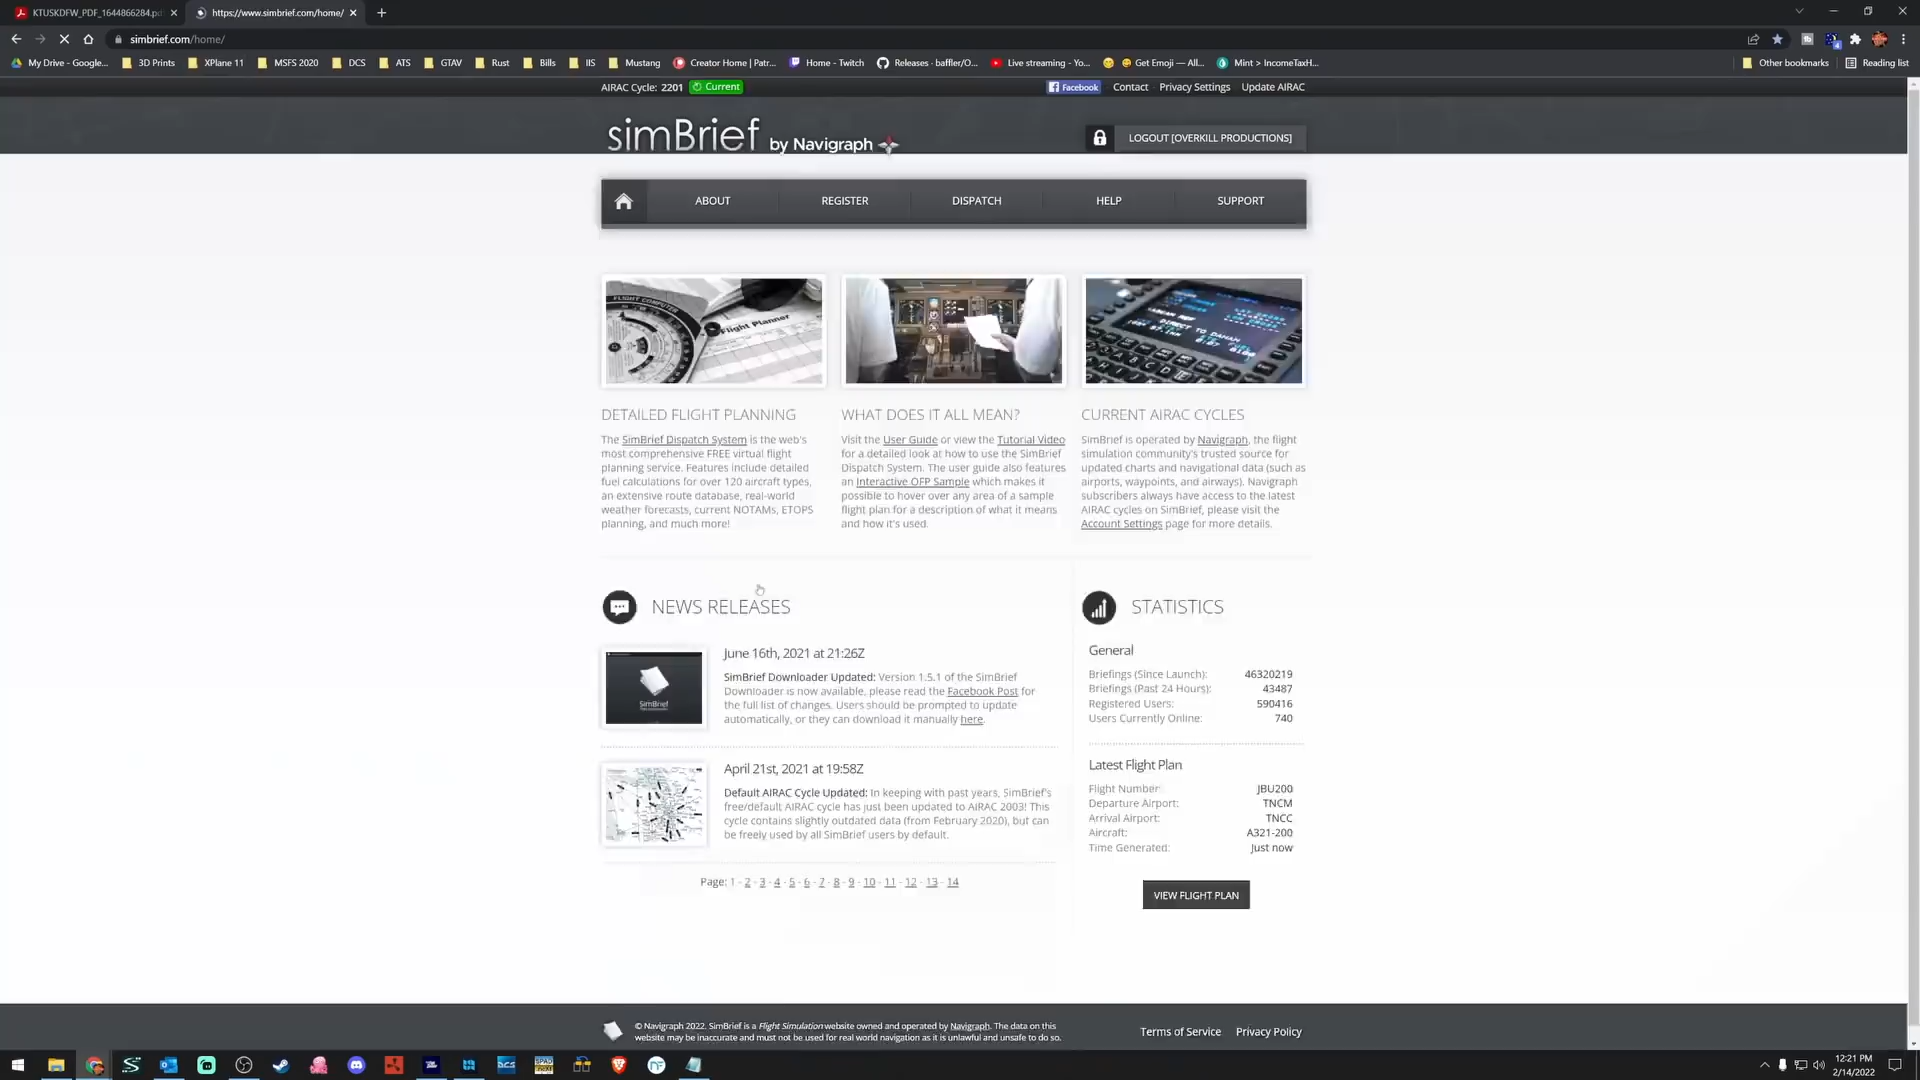 KTUSKDFW_PDF_1644866284.pd
https://www.simbrief.com/home/
simbrief.com/home/
My Drive - Google...
3D Prints
XPlane 11
MSFS 2020
DCS
ATS
GTAV
Rust
Bills
IIS
Mustang
Creator Home | Patr...
Home - Twitch
Releases · baffler/O...
Live streaming - Yo...
Get Emoji — All...
Mint > IncomeTaxH...
Other bookmarks
Reading list
AIRAC Cycle: 2201 Current
Facebook Contact Privacy Settings Update AIRAC
simBrief by Navigraph
LOGOUT [OVERKILL PRODUCTIONS]
ABOUT REGISTER DISPATCH HELP SUPPORT
Flight Planner
FLIGHT COMPUTER
DETAILED FLIGHT PLANNING
The SimBrief Dispatch System is the web's
most comprehensive FREE virtual flight
planning service. Features include detailed
fuel calculations for over 120 aircraft types,
an extensive route database, real-world
weather forecasts, current NOTAMs, ETOPS
planning, and much more!
WHAT DOES IT ALL MEAN?
Visit the User Guide or view the Tutorial Video
for a detailed look at how to use the SimBrief
Dispatch System. The user guide also features
an Interactive OFP Sample which makes it
possible to hover over any area of a sample
flight plan for a description of what it means
and how it's used.
CURRENT AIRAC CYCLES
SimBrief is operated by Navigraph, the flight
simulation community's trusted source for
updated charts and navigational data (such as
airports, waypoints, and airways). Navigraph
subscribers always have access to the latest
AIRAC cycles on SimBrief, please visit the
Account Settings page for more details.
NEWS RELEASES
SimBrief
June 16th, 2021 at 21:26Z
SimBrief Downloader Updated: Version 1.5.1 of the SimBrief
Downloader is now available, please read the Facebook Post for
the full list of changes. Users should be prompted to update
automatically, or they can download it manually here.
April 21st, 2021 at 19:58Z
Default AIRAC Cycle Updated: In keeping with past years, SimBrief's
free/default AIRAC cycle has just been updated to AIRAC 2003! This
cycle contains slightly outdated data (from February 2020), but can
be freely used by all SimBrief users by default.
Page: 1 - 2 - 3 - 4 - 5 - 6 - 7 - 8 - 9 - 10 - 11 - 12 - 13 - 14
STATISTICS
General
Briefings (Since Launch): 46320219
Briefings (Past 24 Hours): 43487
Registered Users: 590416
Users Currently Online: 740
Latest Flight Plan
Flight Number: JBU200
Departure Airport: TNCM
Arrival Airport: TNCC
Aircraft: A321-200
Time Generated: Just now
VIEW FLIGHT PLAN
© Navigraph 2022. SimBrief is a Flight Simulation website owned and operated by Navigraph. The data on this
website may be inaccurate and must not be used for real world navigation as it is unlawful and unsafe to do so.
Terms of Service Privacy Policy
12:21 PM
2/14/2022